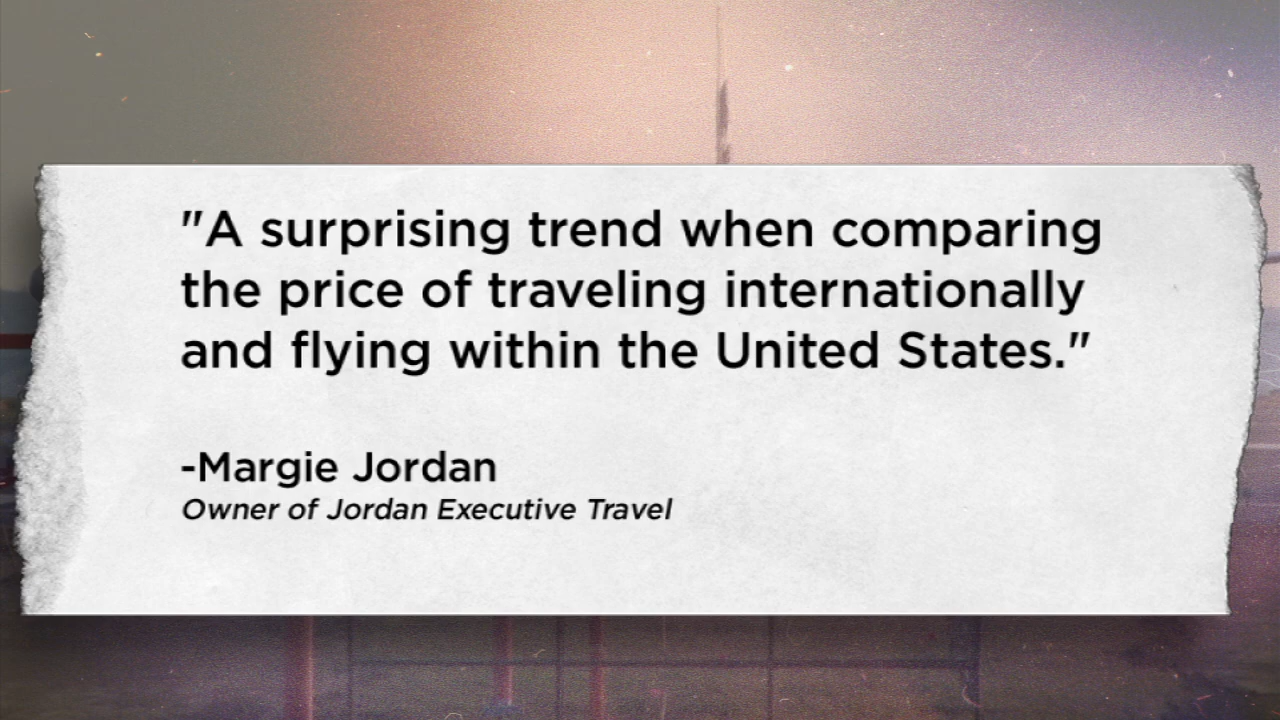 "A surprising trend when comparing
the price of traveling internationally
and flying within the United States."
-Margie Jordan
Owner of Jordan Executive Travel